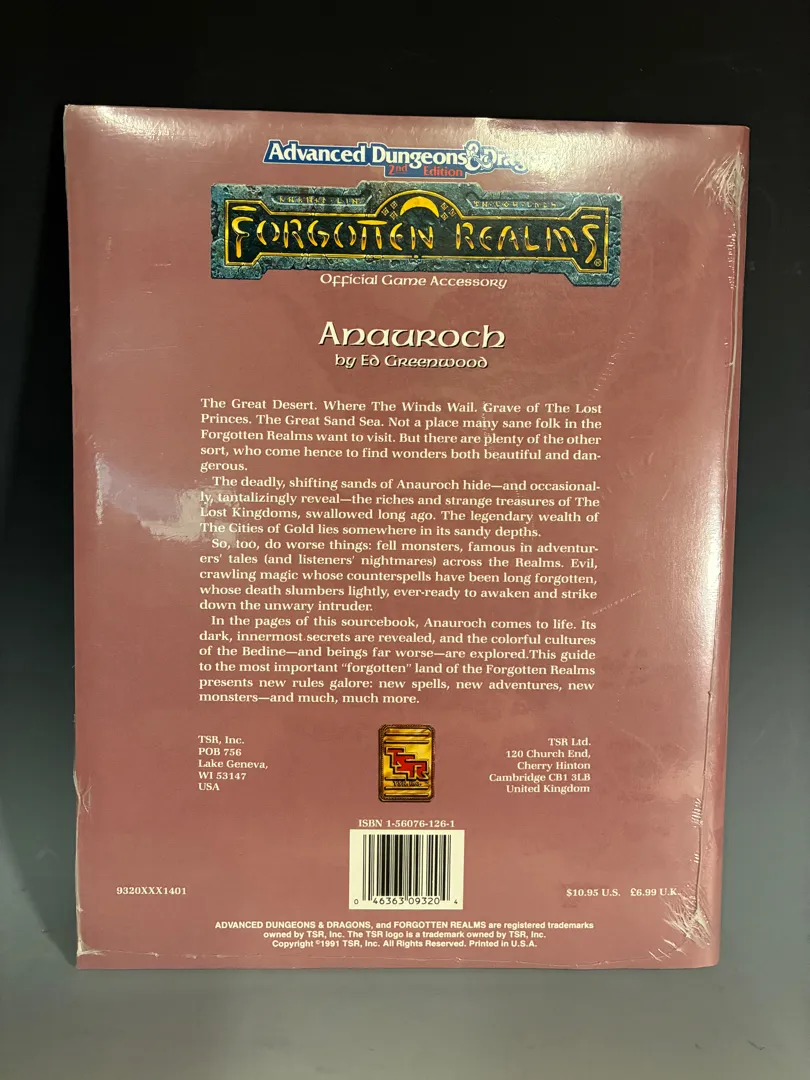 Advanced Dungeons & Drag
2nd Edition
FORGOTTEN REALMS
Official Game Accessory
Anauroch
by Ed Greenwood
The Great Desert. Where The Winds Wail. Grave of The Lost
Princes. The Great Sand Sea. Not a place many sane folk in the
Forgotten Realms want to visit. But there are plenty of the other
sort, who come hence to find wonders both beautiful and dan-
gerous.
The deadly, shifting sands of Anauroch hide—and occasional-
ly, tantalizingly reveal—the riches and strange treasures of The
Lost Kingdoms, swallowed long ago. The legendary wealth of
The Cities of Gold lies somewhere in its sandy depths.
So, too, do worse things: fell monsters, famous in adventur-
ers' tales (and listeners' nightmares) across the Realms. Evil,
crawling magic whose counterspells have been long forgotten,
whose death slumbers lightly, ever-ready to awaken and strike
down the unwary intruder.
In the pages of this sourcebook, Anauroch comes to life. Its
dark, innermost secrets are revealed, and the colorful cultures
of the Bedine—and beings far worse—are explored.This guide
to the most important "forgotten" land of the Forgotten Realms
presents new rules galore: new spells, new adventures, new
monsters—and much, much more.
TSR, Inc.
POB 756
Lake Geneva,
WI 53147
USA
TSR
TSR Ltd.
120 Church End,
Cherry Hinton
Cambridge CB1 3LB
United Kingdom
ISBN 1-56076-126-1
0 46363 09320 4
9320XXX1401
$10.95 U.S. £6.99 U.K.
ADVANCED DUNGEONS & DRAGONS, and FORGOTTEN REALMS are registered trademarks
owned by TSR, Inc. The TSR logo is a trademark owned by TSR, Inc.
Copyright ©1991 TSR, Inc. All Rights Reserved. Printed in U.S.A.